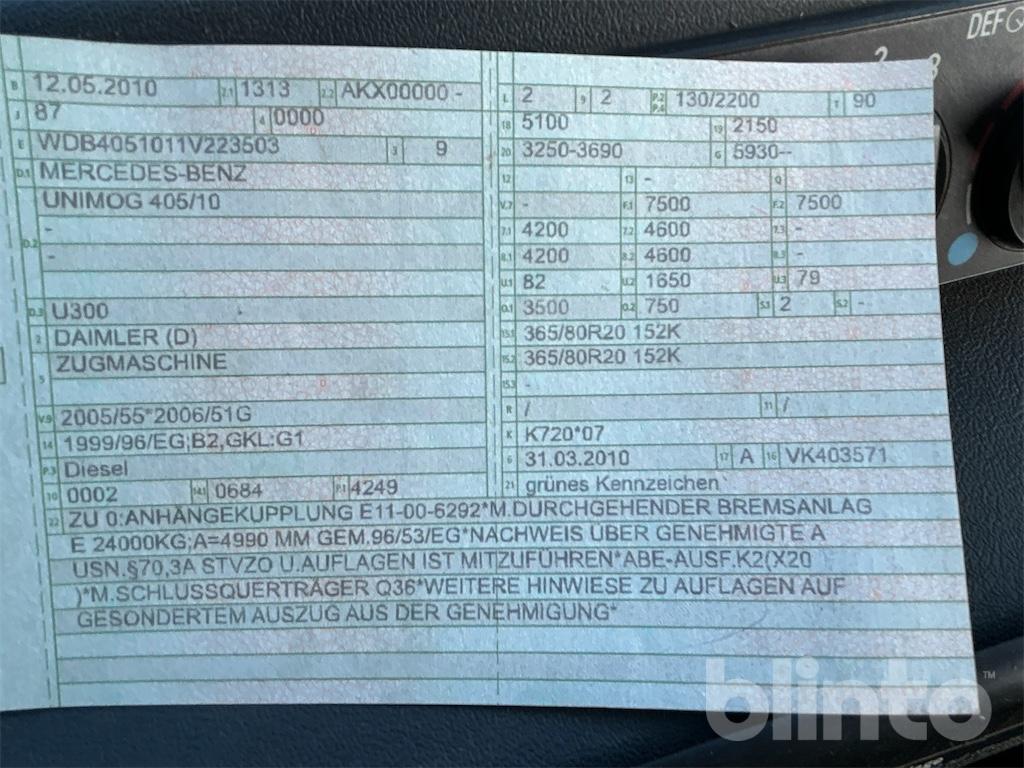 DEF
2 3
B 12.05.2010 2.1 1313 2.2 AKX00000 -
J 87 4 0000
E WDB4051011V223503 3 9
D.1 MERCEDES-BENZ
UNIMOG 405/10
D.2 -
-
D.3 U300
2 DAIMLER (D)
5 ZUGMASCHINE
V.9 2005/55*2006/51G
14 1999/96/EG;B2,GKL:G1
P.3 Diesel
10 0002 14.1 0684 P.1 4249
L 2 9 2 P.2 P.4 130/2200 T 90
18 5100 19 2150
20 3250-3690 G 5930--
12 13 - Q
V.7 - F.1 7500 F.2 7500
7.1 4200 7.2 4600 7.3 -
8.1 4200 8.2 4600 8.3 -
U.1 82 U.2 1650 U.3 79
O.1 3500 O.2 750 S.1 2 S.2 --
15.1 365/80R20 152K
15.2 365/80R20 152K
15.3 -
R / 11 /
K K720*07
6 31.03.2010 17 A 16 VK403571
21 grünes Kennzeichen
22 ZU 0:ANHÄNGEKUPPLUNG E11-00-6292*M.DURCHGEHENDER BREMSANLAG
E 24000KG;A=4990 MM GEM.96/53/EG*NACHWEIS ÜBER GENEHMIGTE A
USN.§70,3A STVZO U.AUFLAGEN IST MITZUFÜHREN*ABE-AUSF.K2(X20
)*M.SCHLUSSQUERTRÄGER Q36*WEITERE HINWIESE ZU AUFLAGEN AUF
GESONDERTEM AUSZUG AUS DER GENEHMIGUNG*
blinto™